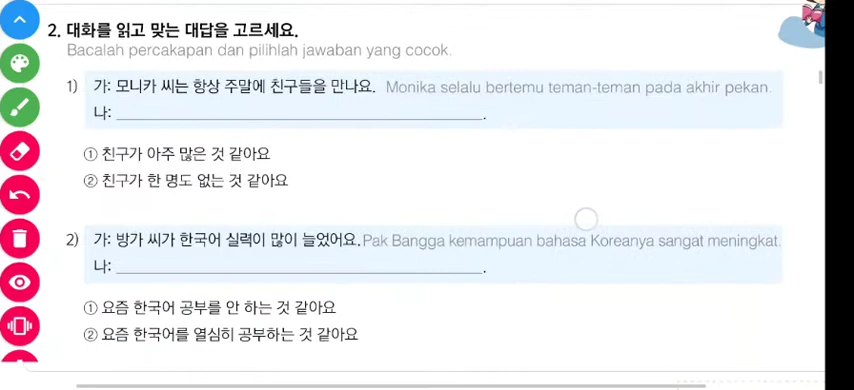 2. 대화를 읽고 맞는 대답을 고르세요.
Bacalah percakapan dan pilihlah jawaban yang cocok.
1) 가: 모니카 씨는 항상 주말에 친구들을 만나요. Monika selalu bertemu teman-teman pada akhir pekan.
나: ______________________.
① 친구가 아주 많은 것 같아요
② 친구가 한 명도 없는 것 같아요
2) 가: 방가 씨가 한국어 실력이 많이 늘었어요. Pak Bangga kemampuan bahasa Koreanya sangat meningkat.
나: ______________________.
① 요즘 한국어 공부를 안 하는 것 같아요
② 요즘 한국어를 열심히 공부하는 것 같아요